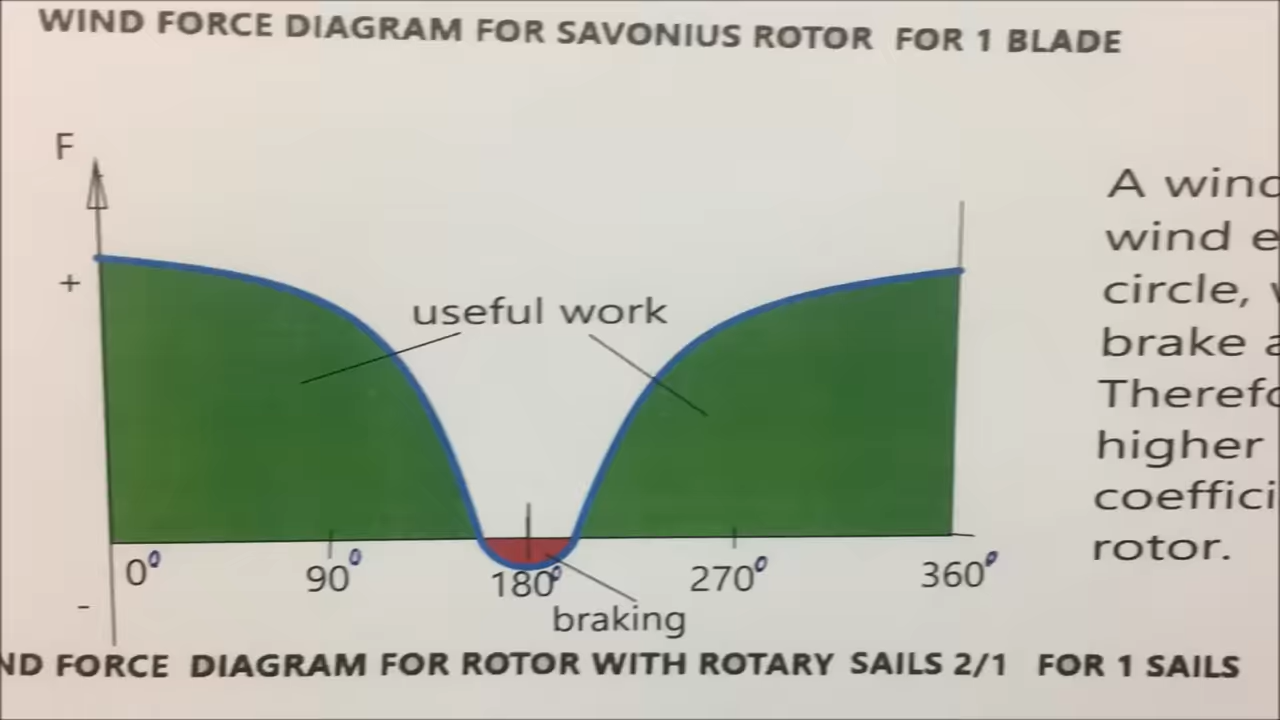 WIND FORCE DIAGRAM FOR SAVONIUS ROTOR FOR 1 BLADE
F
+
useful work
A wind
wind e
circle, 
brake a
Therefo
higher
coeffici
rotor.
0° 90° 180° 270° 360°
-
braking
ND FORCE DIAGRAM FOR ROTOR WITH ROTARY SAILS 2/1 FOR 1 SAILS